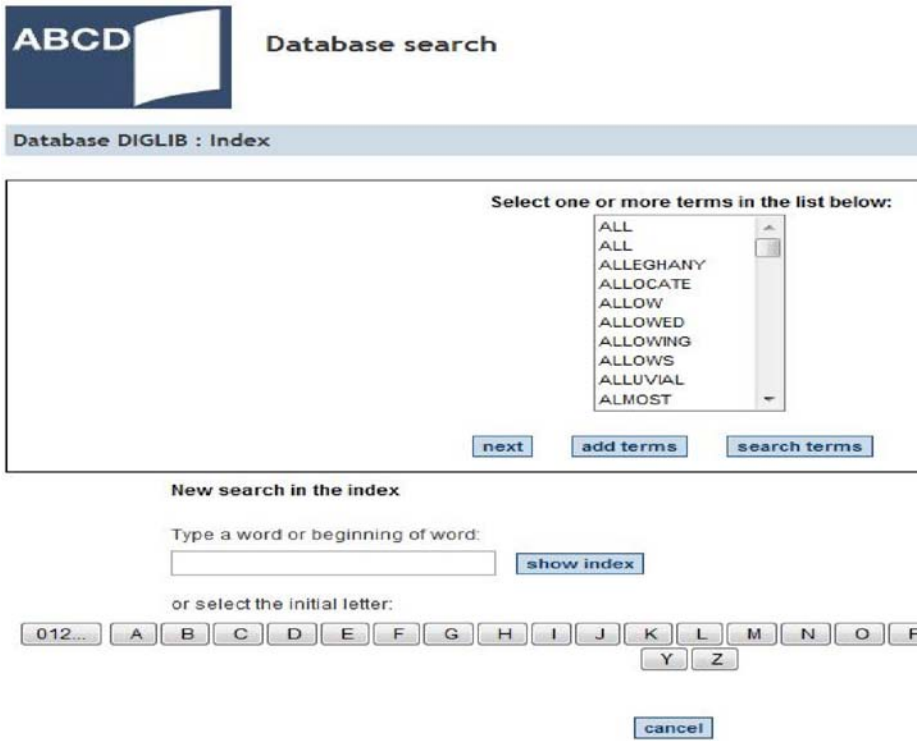 ABCD
Database search
Database DIGLIB : Index
Select one or more terms in the list below:
ALL
ALL
ALLEGHANY
ALLOCATE
ALLOW
ALLOWED
ALLOWING
ALLOWS
ALLUVIAL
ALMOST
next add terms search terms
New search in the index
Type a word or beginning of word:
show index
or select the initial letter:
012... A B C D E F G H I J K L M N O
Y Z
cancel